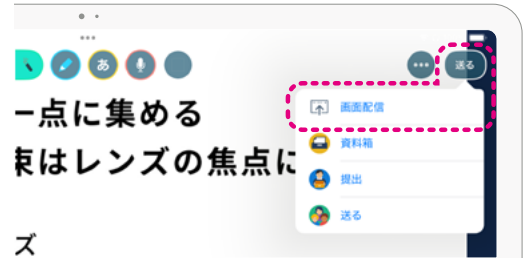 あ
送る
画面配信
資料箱
提出
送る
一点に集める
束はレンズの焦点に
ズ